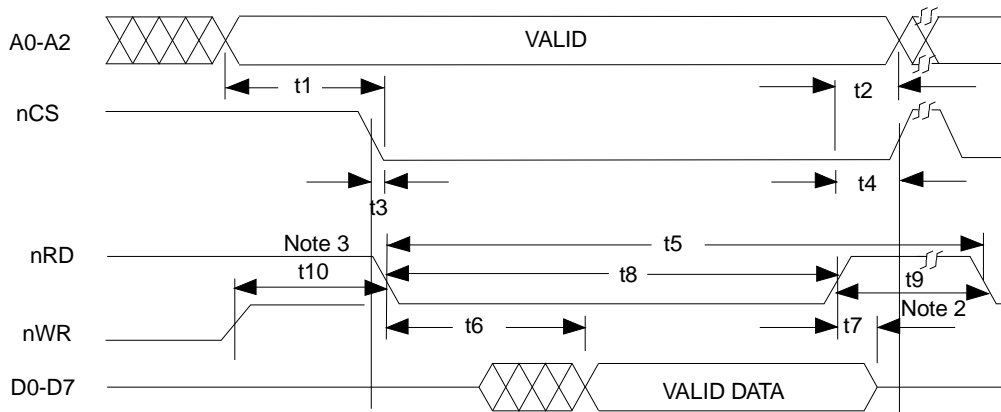 A0-A2
VALID
t1
t2
nCS
t3
t4
nRD
Note 3
t5
t10
t8
t9
Note 2
nWR
t6
t7
D0-D7
VALID DATA